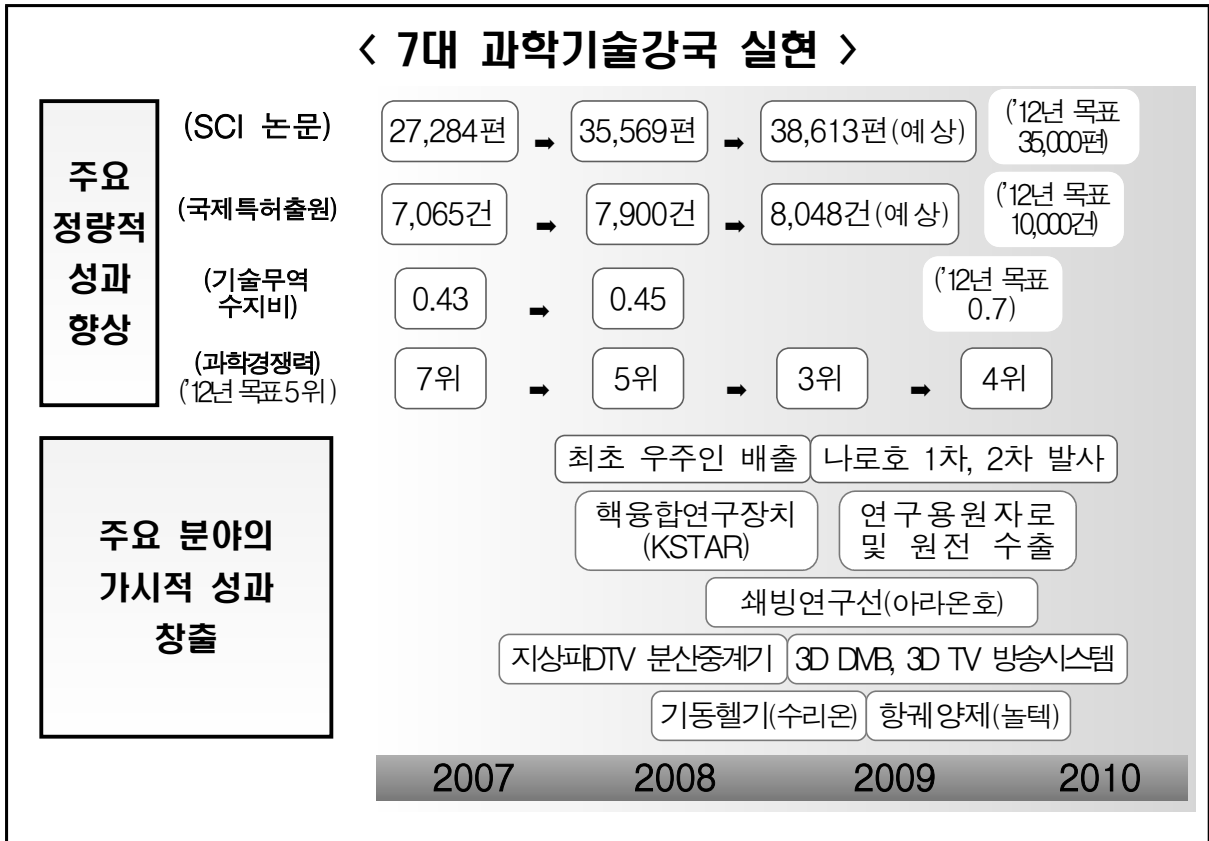 < 7대 과학기술강국 실현 >
주요
정량적
성과
향상
(SCI 논문)
27,284편 ➡ 35,569편 ➡ 38,613편(예상)
('12년 목표
35,000편)
(국제특허출원)
7,065건 ➡ 7,900건 ➡ 8,048건(예상)
('12년 목표
10,000건)
(기술무역
수지비)
0.43 ➡ 0.45
('12년 목표
0.7)
(과학경쟁력)
('12년 목표 5위)
7위 ➡ 5위 ➡ 3위 ➡ 4위
주요 분야의
가시적 성과
창출
최초 우주인 배출 나로호 1차, 2차 발사
핵융합연구장치
(KSTAR)
연구용원자로
및 원전 수출
쇄빙연구선(아라온호)
지상파DTV 분산중계기 3D DMB, 3D TV 방송시스템
기동헬기(수리온) 항궤양제(놀텍)
2007 2008 2009 2010